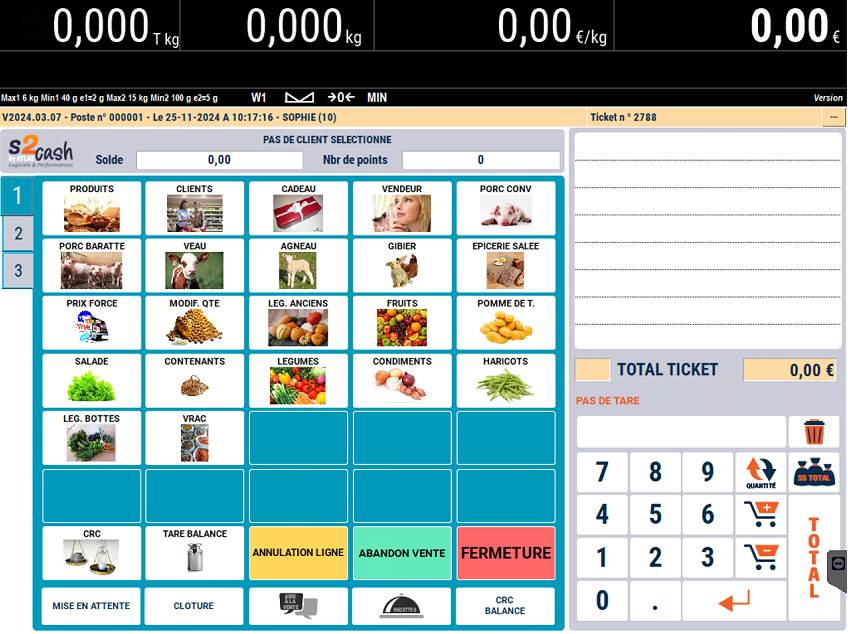 0,000 T kg 0,000 kg 0,00 €/kg 0,00 €
Max1 6 kg Min1 40 g e1=2 g Max2 15 kg Min2 100 g e2=5 g W1 →0← MIN Version
V2024.03.07 - Poste n° 000001 - Le 25-11-2024 A 10:17:16 - SOPHIE (10) Ticket n ° 2788 ...
PAS DE CLIENT SELECTIONNE
S2cash
by ATLAS
Logiciels & Performances
Solde 0,00 Nbr de points 0
1
2
3
PRODUITS CLIENTS CADEAU VENDEUR PORC CONV
PORC BARATTE VEAU AGNEAU GIBIER EPICERIE SALEE
PRIX FORCE MODIF. QTE LEG. ANCIENS FRUITS POMME DE T.
SALADE CONTENANTS LEGUMES CONDIMENTS HARICOTS
LEG. BOTTES VRAC
CRC TARE BALANCE ANNULATION LIGNE ABANDON VENTE FERMETURE
MISE EN ATTENTE CLOTURE AIDE A LA VENTE RECETTES CRC BALANCE
TOTAL TICKET 0,00 €
PAS DE TARE
7 8 9 QUANTITÉ SS TOTAL
4 5 6 +
1 2 3 -
0 .
TOTAL